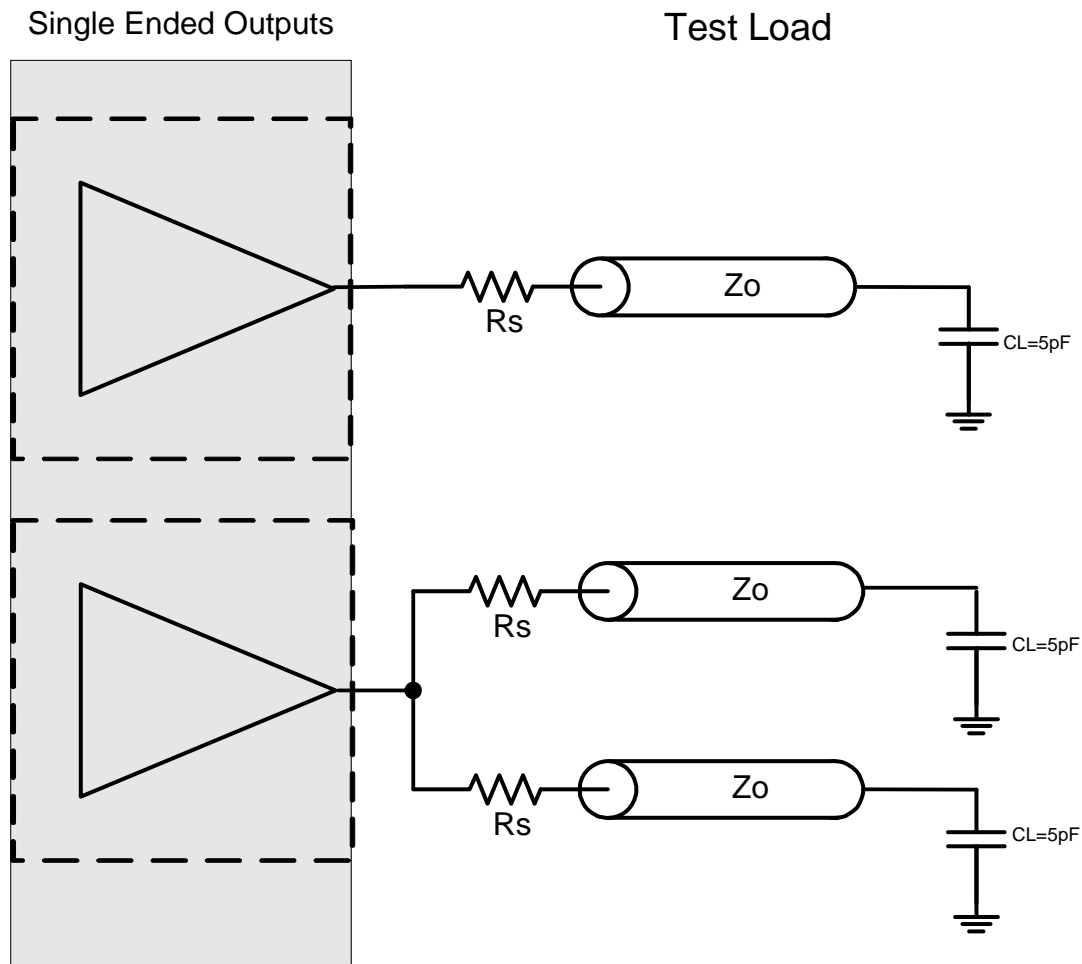 Single Ended Outputs
Test Load
Rs
Zo
CL=5pF
Rs
Zo
CL=5pF
Rs
Zo
CL=5pF